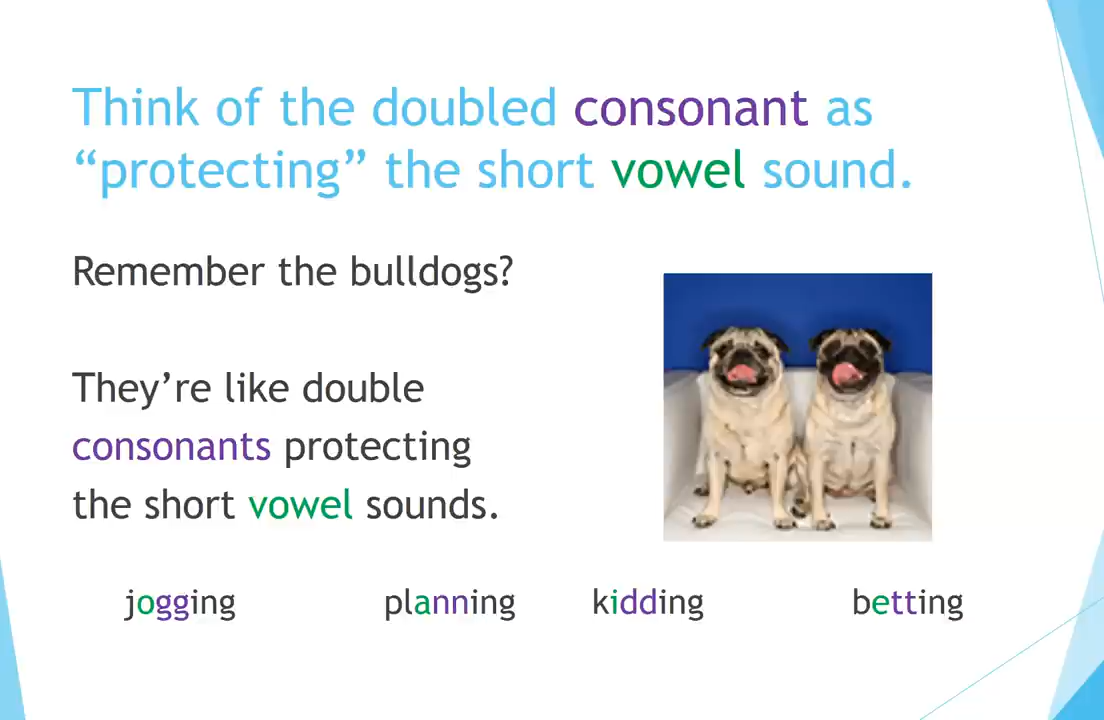 Think of the doubled consonant as
“protecting” the short vowel sound.
Remember the bulldogs?
They’re like double
consonants protecting
the short vowel sounds.
jogging planning kidding betting